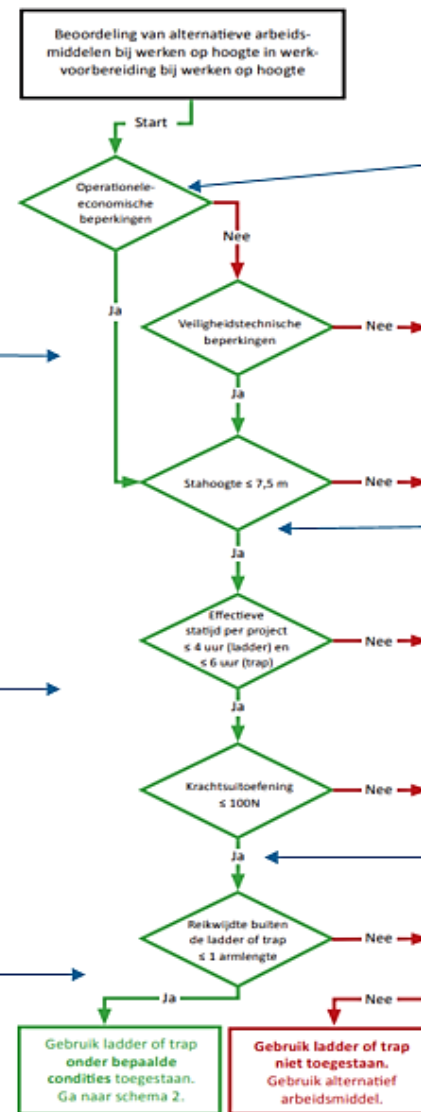 Beoordeling van alternatieve arbeids-
middelen bij werken op hoogte in werk-
voorbereiding bij werken op hoogte
Start
Operationele-
economische
beperkingen
Nee
Ja
Veiligheidstechnische
beperkingen
Nee
Ja
Stahoogte ≤ 7,5 m
Nee
Ja
Effectieve
statijd per project
≤ 4 uur (ladder) en
≤ 6 uur (trap)
Nee
Ja
Krachtsuitoefening
≤ 100N
Nee
Ja
Reikwijdte buiten
de ladder of trap
≤ 1 armlengte
Nee
Ja
Nee
Gebruik ladder of trap
onder bepaalde
condities toegestaan.
Ga naar schema 2.
Gebruik ladder of trap
niet toegestaan.
Gebruik alternatief
arbeidsmiddel.